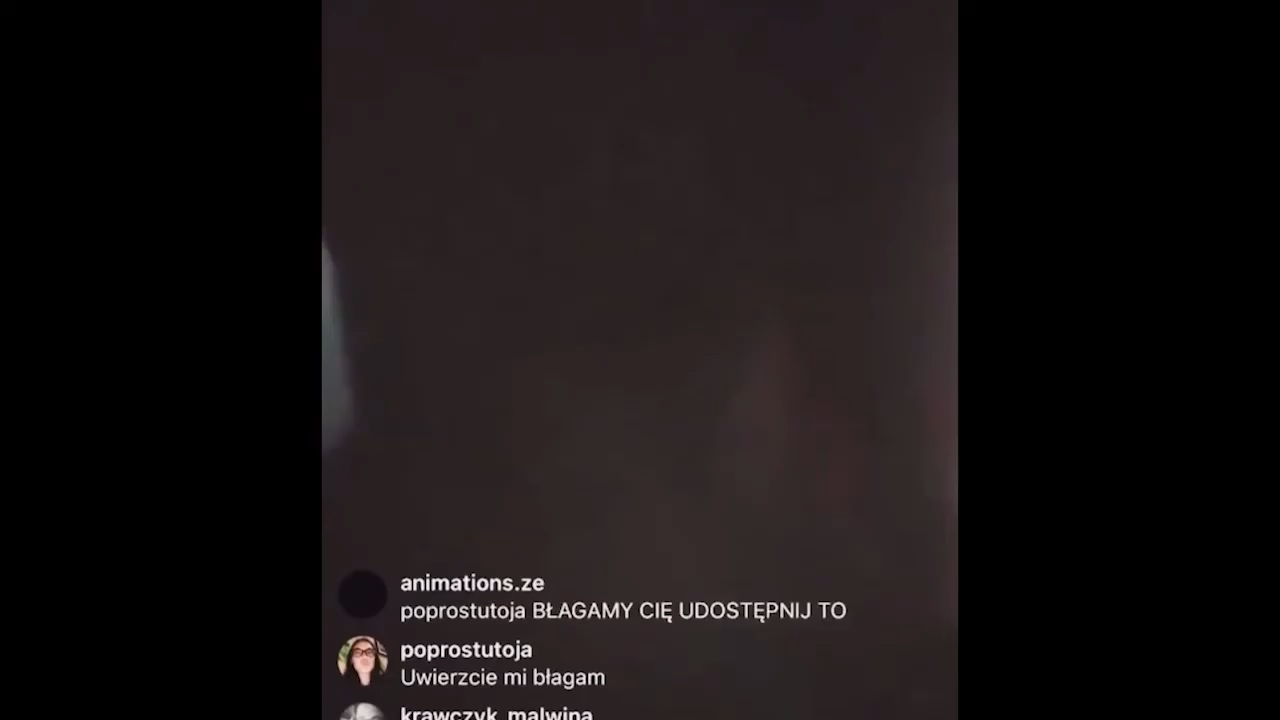 animations.ze
poprostutoja BŁAGAMY CIĘ UDOSTĘPNIJ TO
poprostutoja
Uwierzcie mi błagam
krawczyk_malwina